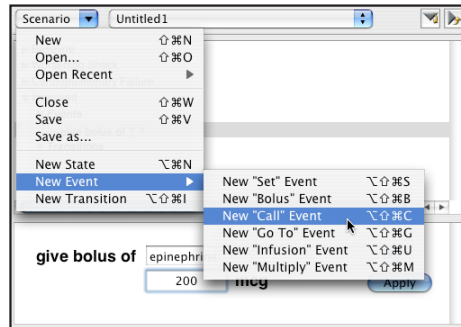 Scenario Untitled1
New ⇧⌘N
Open... ⇧⌘O
Open Recent ▶
Close ⇧⌘W
Save ⇧⌘V
Save as...
New State ⌥⌘N
New Event ▶
New Transition ⌥⇧⌘I
New "Set" Event ⌥⇧⌘S
New "Bolus" Event ⌥⇧⌘B
New "Call" Event ⌥⇧⌘C
New "Go To" Event ⌥⇧⌘G
New "Infusion" Event ⌥⇧⌘U
New "Multiply" Event ⌥⇧⌘M
give bolus of epinephri
200 mcg Apply